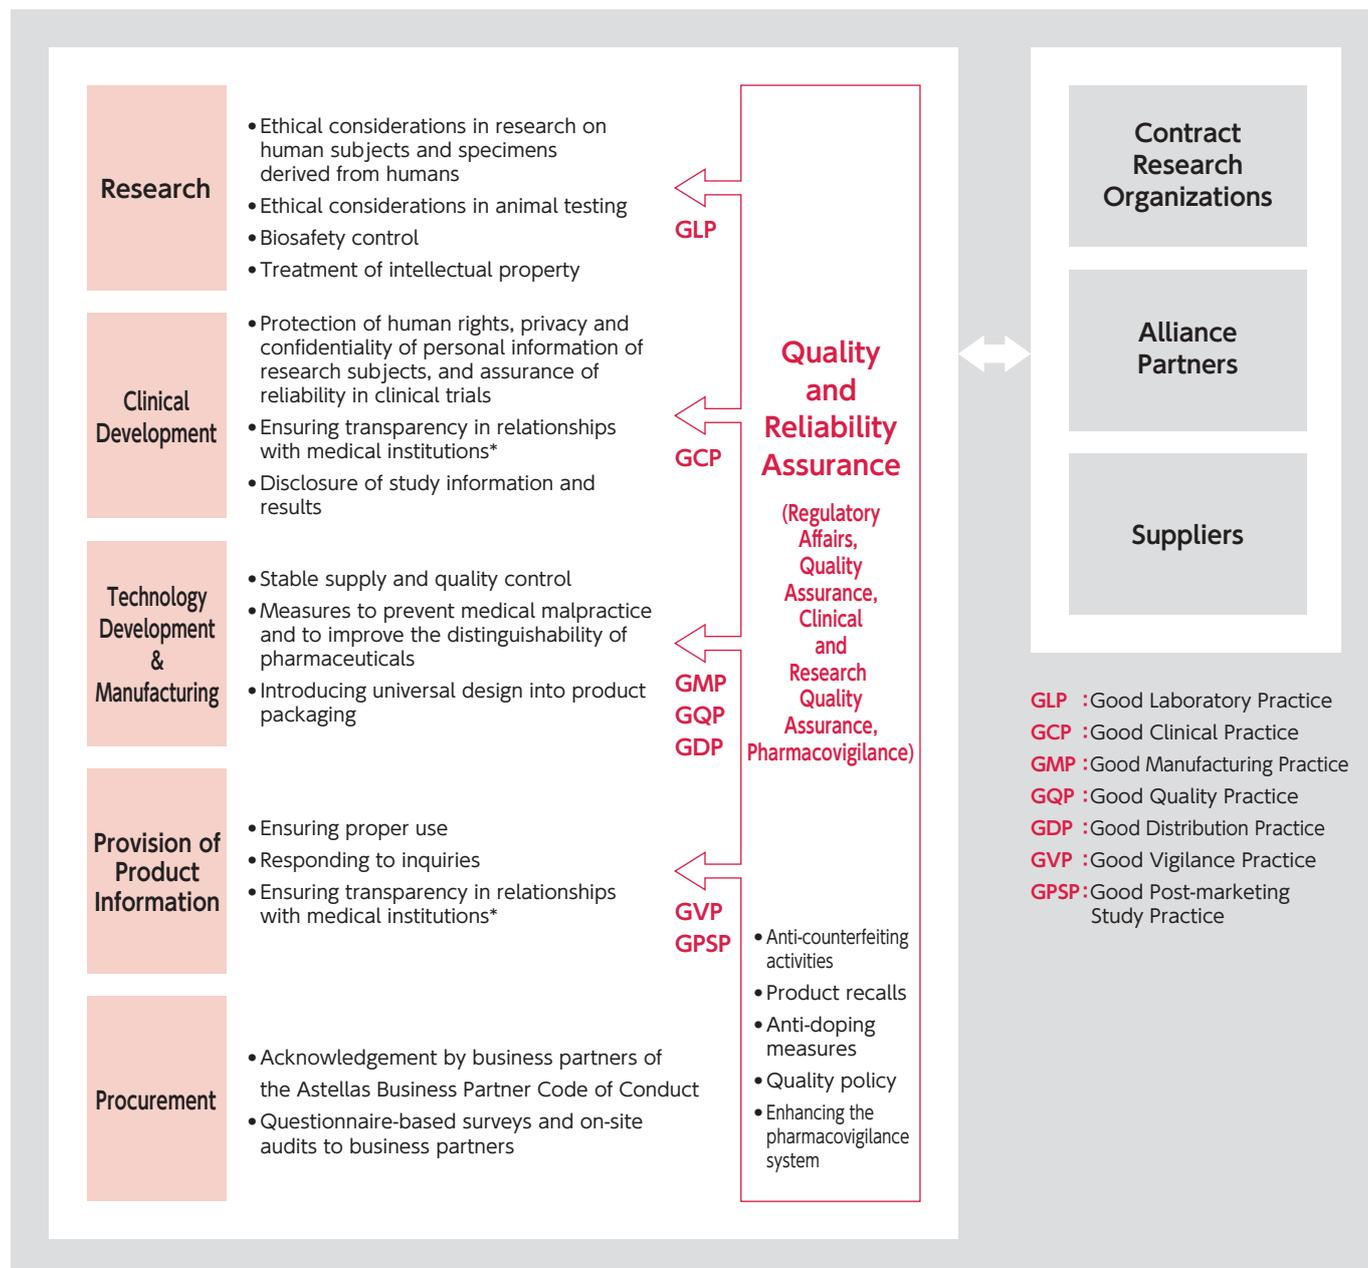 Research
• Ethical considerations in research on
human subjects and specimens
derived from humans
• Ethical considerations in animal testing
• Biosafety control
• Treatment of intellectual property
GLP
Clinical
Development
• Protection of human rights, privacy and
confidentiality of personal information of
research subjects, and assurance of
reliability in clinical trials
• Ensuring transparency in relationships
with medical institutions*
• Disclosure of study information and
results
GCP
Technology
Development
&
Manufacturing
• Stable supply and quality control
• Measures to prevent medical malpractice
and to improve the distinguishability of
pharmaceuticals
• Introducing universal design into product
packaging
GMP
GQP
GDP
Provision of
Product
Information
• Ensuring proper use
• Responding to inquiries
• Ensuring transparency in relationships
with medical institutions*
GVP
GPSP
Procurement
• Acknowledgement by business partners of
the Astellas Business Partner Code of Conduct
• Questionnaire-based surveys and on-site
audits to business partners
Quality
and
Reliability
Assurance
(Regulatory
Affairs,
Quality
Assurance,
Clinical
and
Research
Quality
Assurance,
Pharmacovigilance)
• Anti-counterfeiting
activities
• Product recalls
• Anti-doping
measures
• Quality policy
• Enhancing the
pharmacovigilance
system
Contract
Research
Organizations
Alliance
Partners
Suppliers
GLP : Good Laboratory Practice
GCP : Good Clinical Practice
GMP : Good Manufacturing Practice
GQP : Good Quality Practice
GDP : Good Distribution Practice
GVP : Good Vigilance Practice
GPSP : Good Post-marketing
Study Practice